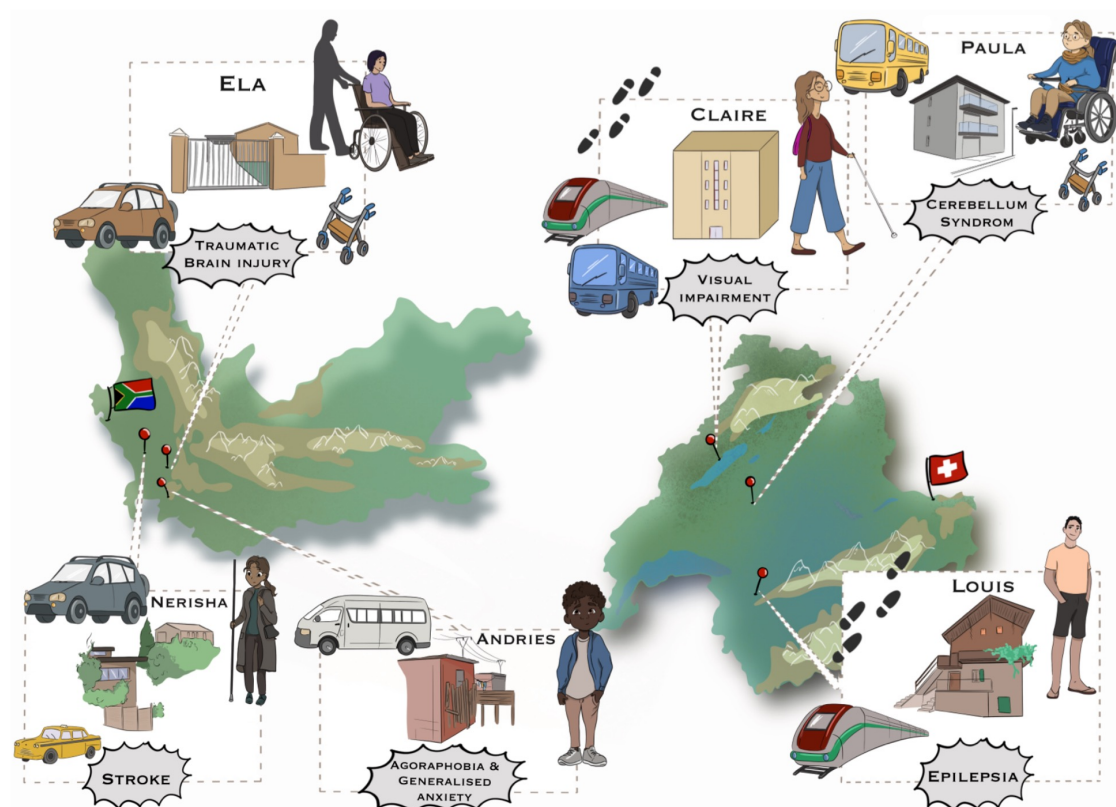 Ela
Traumatic
Brain injury
Claire
Visual
impairment
Paula
Cerebellum
Syndrom
Nerisha
Stroke
Andries
Agoraphobia &
Generalised
anxiety
Louis
Epilepsia